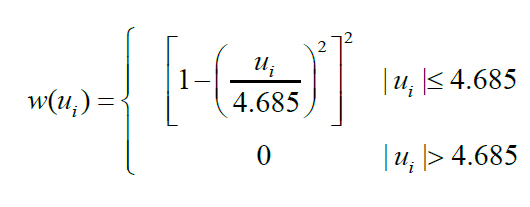 w(u_i) = { [1 − (u_i / 4.685)^2]^2   | u_i | ≤ 4.685
0   | u_i | > 4.685